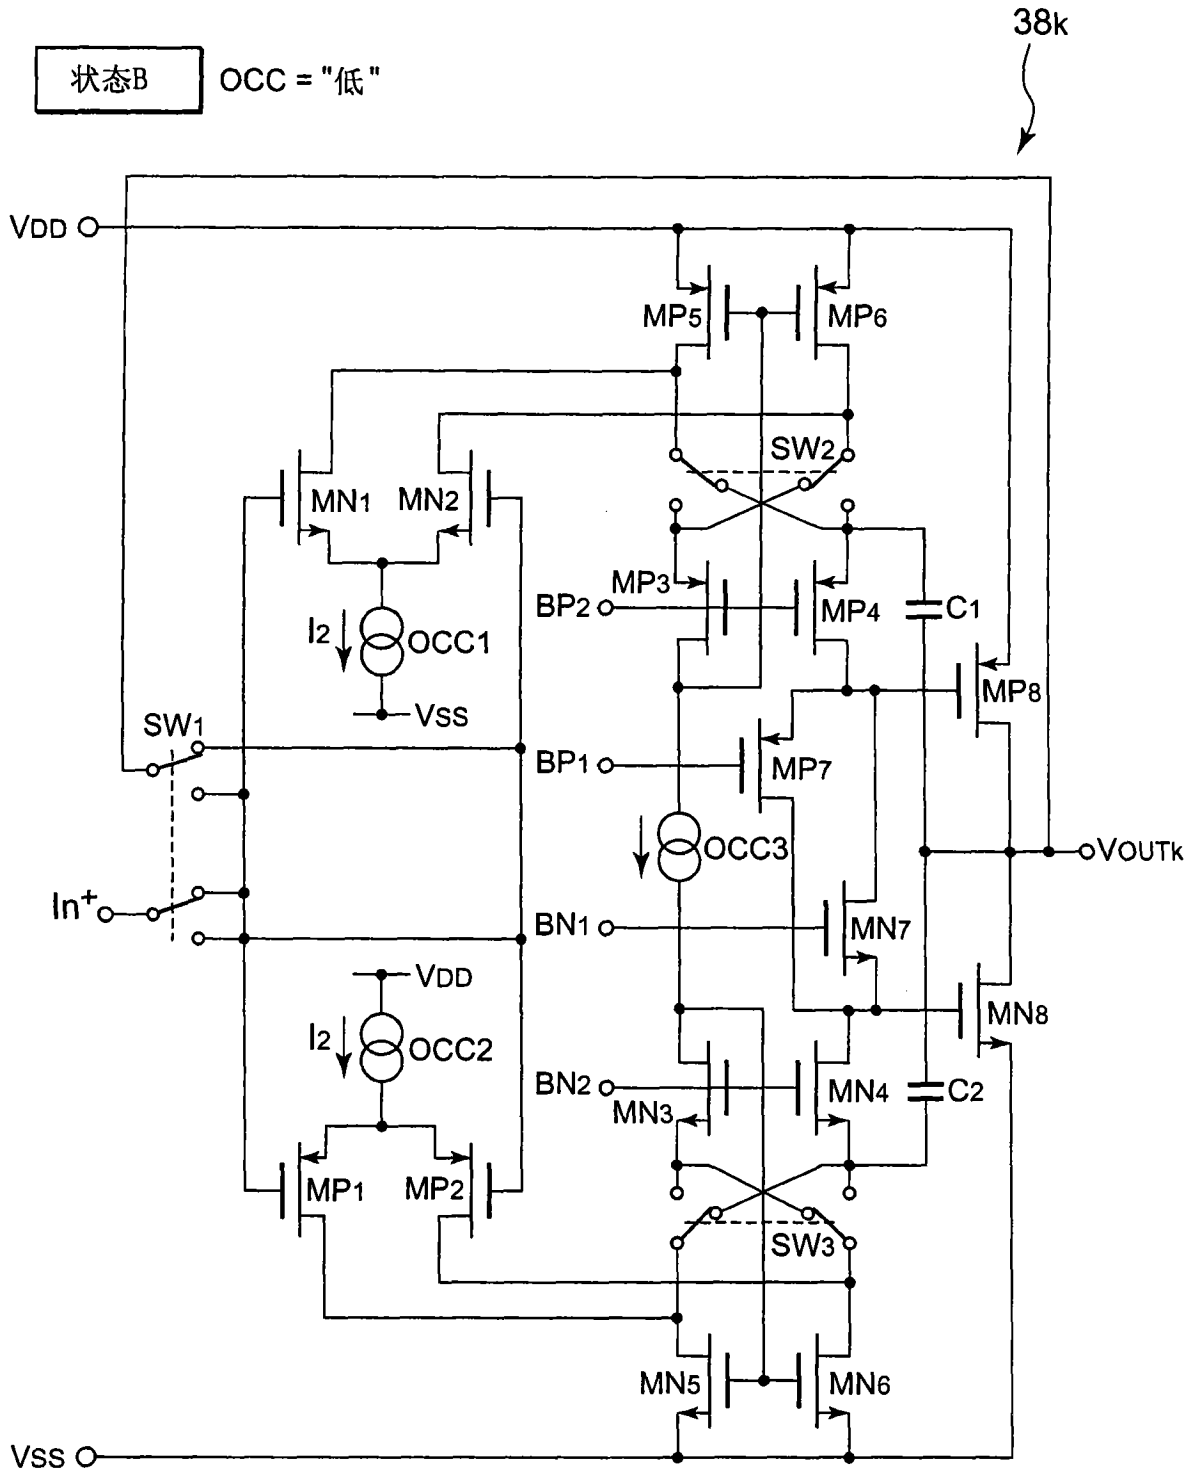 38k
状态B OCC = "低"
VDD
MP5 MP6
SW2
MN1 MN2
MP3 MP4
BP2
C1
I2 OCC1
MP8
VSS
SW1
BP1 MP7
OCC3 VOUTk
In+
BN1 MN7
VDD
MN8
I2 OCC2
BN2 MN3 MN4 C2
MP1 MP2
SW3
MN5 MN6
VSS